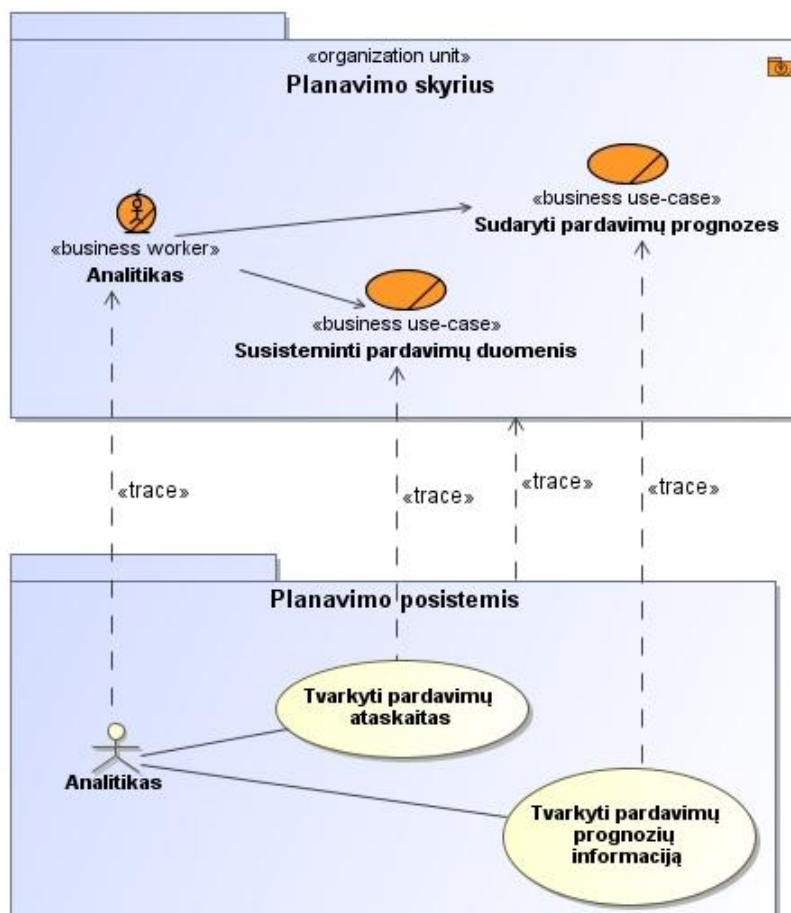 «organization unit»
Planavimo skyrius
«business use-case»
Sudaryti pardavimų prognozes
«business worker»
Analitikas
«business use-case»
Susisteminti pardavimų duomenis
«trace»
«trace»
«trace»
«trace»
Planavimo posistemis
Tvarkyti pardavimų
ataskaitas
Analitikas
Tvarkyti pardavimų
prognozių
informaciją